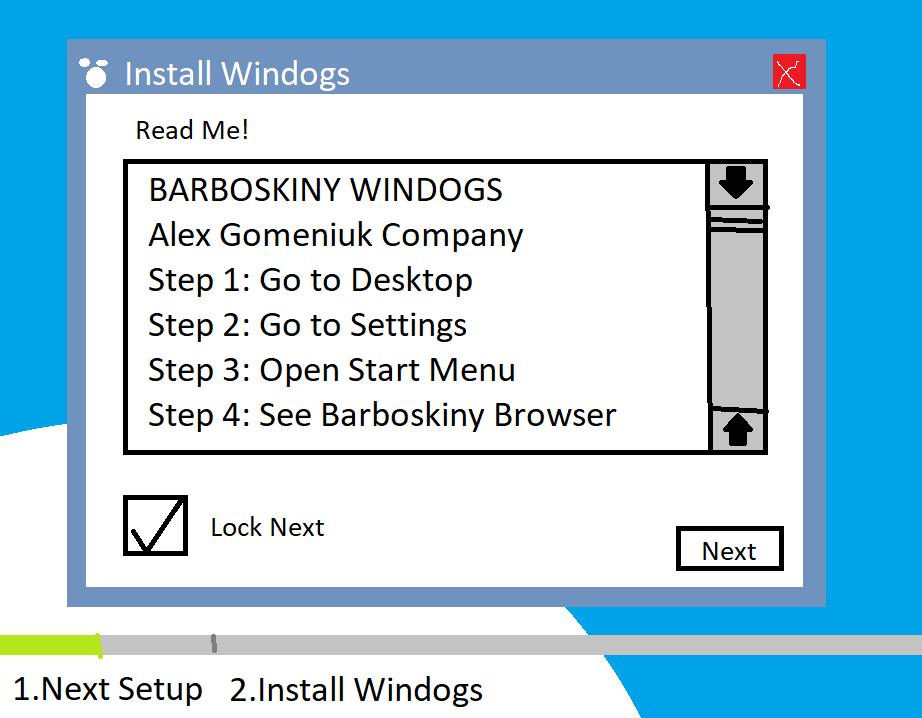 Install Windogs
Read Me!
BARBOSKINY WINDOGS
Alex Gomeniuk Company
Step 1: Go to Desktop
Step 2: Go to Settings
Step 3: Open Start Menu
Step 4: See Barboskiny Browser
Lock Next
Next
1.Next Setup 2.Install Windogs